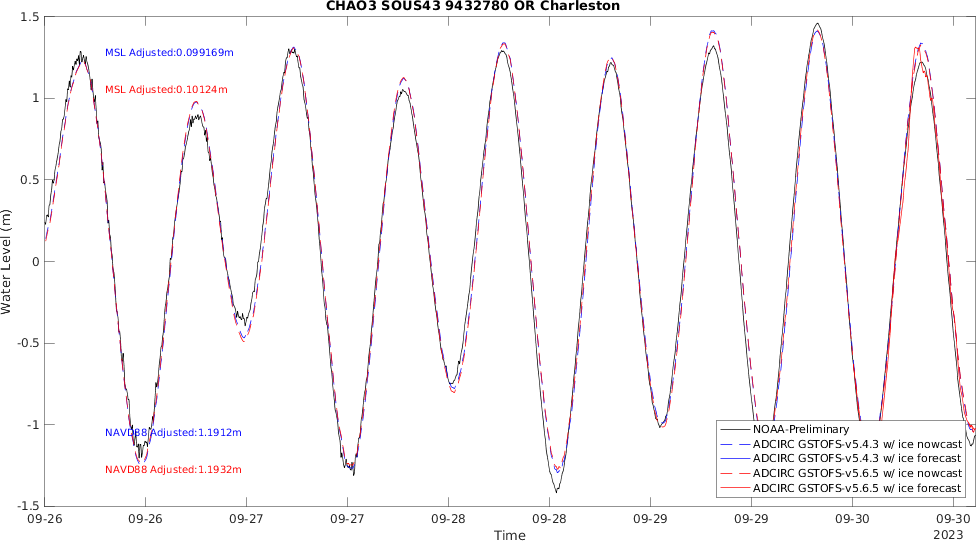 CHAO3 SOUS43 9432780 OR Charleston
1.5
1
0.5
0
-0.5
-1
-1.5
Water Level (m)
MSL Adjusted:0.099169m
MSL Adjusted:0.10124m
NAVD88 Adjusted:1.1912m
NAVD88 Adjusted:1.1932m
NOAA-Preliminary
ADCIRC GSTOFS-v5.4.3 w/ ice nowcast
ADCIRC GSTOFS-v5.4.3 w/ ice forecast
ADCIRC GSTOFS-v5.6.5 w/ ice nowcast
ADCIRC GSTOFS-v5.6.5 w/ ice forecast
09-26 09-26 09-27 09-27 09-28 09-28 09-29 09-29 09-30 09-30
Time
2023